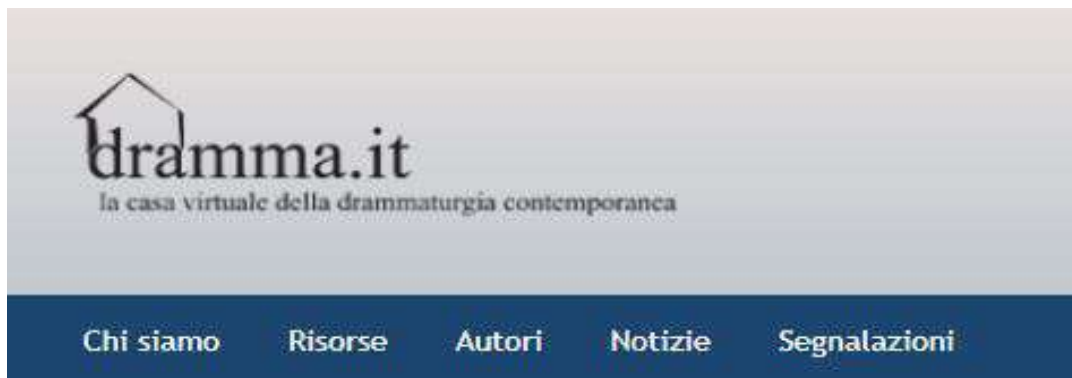 dramma.it
la casa virtuale della drammaturgia contemporanea
Chi siamo Risorse Autori Notizie Segnalazioni